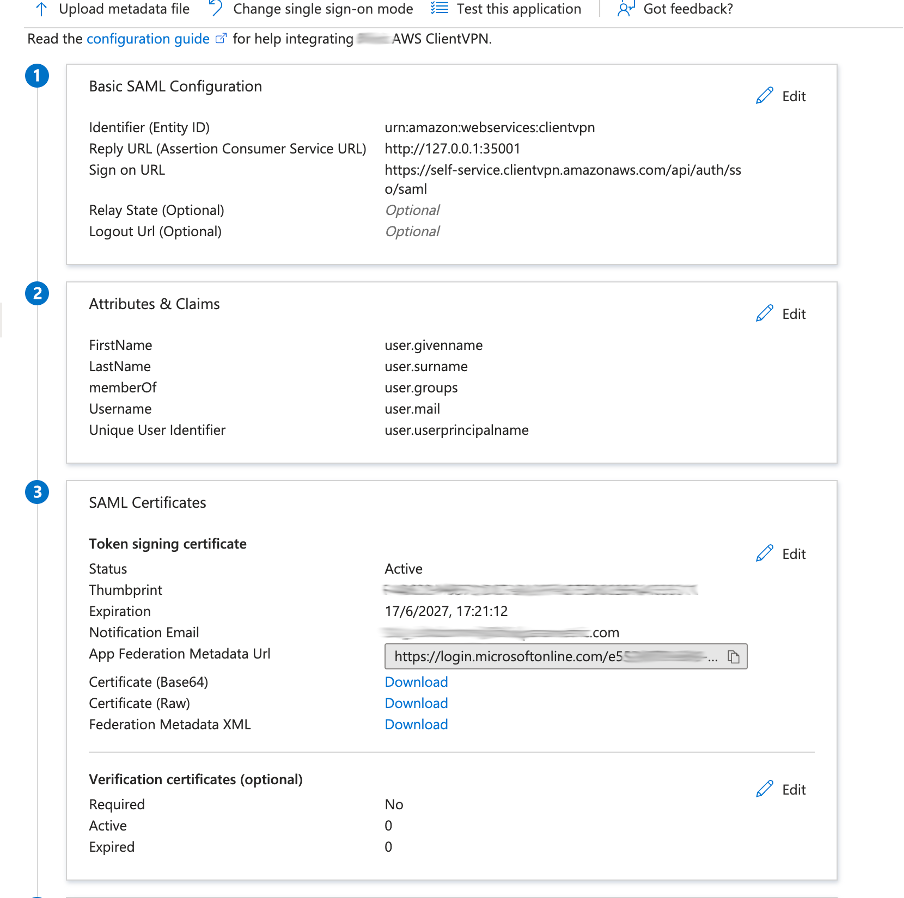 Upload metadata file Change single sign-on mode Test this application Got feedback?
Read the configuration guide for help integrating AWS ClientVPN.
1
Basic SAML Configuration
Edit
Identifier (Entity ID) urn:amazon:webservices:clientvpn
Reply URL (Assertion Consumer Service URL) http://127.0.0.1:35001
Sign on URL https://self-service.clientvpn.amazonaws.com/api/auth/ss
o/saml
Relay State (Optional) Optional
Logout Url (Optional) Optional
2
Attributes & Claims
Edit
FirstName user.givenname
LastName user.surname
memberOf user.groups
Username user.mail
Unique User Identifier user.userprincipalname
3
SAML Certificates
Token signing certificate
Edit
Status Active
Thumbprint
Expiration 17/6/2027, 17:21:12
Notification Email .com
App Federation Metadata Url https://login.microsoftonline.com/e5 -...
Certificate (Base64) Download
Certificate (Raw) Download
Federation Metadata XML Download
Verification certificates (optional)
Edit
Required No
Active 0
Expired 0